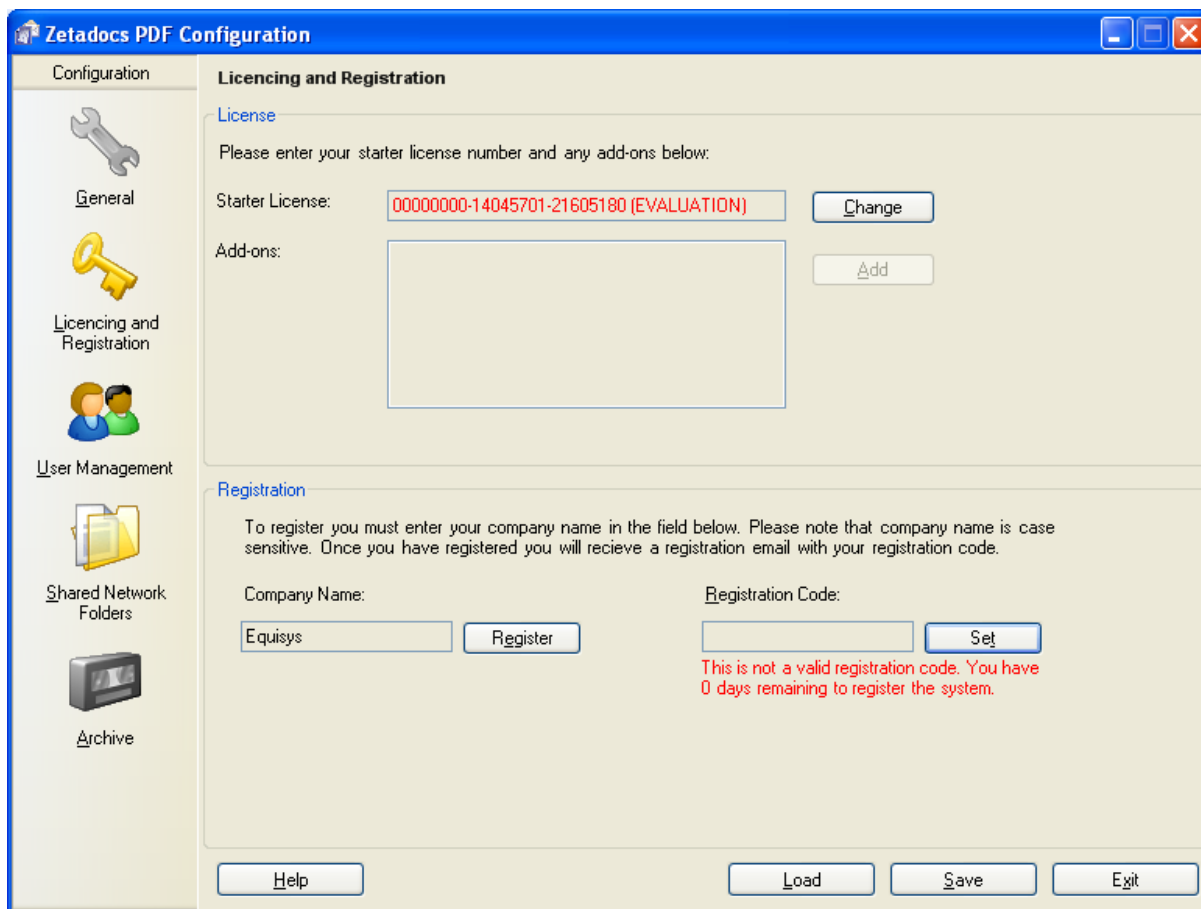 Zetadocs PDF Configuration
Configuration
General
Licencing and
Registration
User Management
Shared Network
Folders
Archive
Licencing and Registration
License
Please enter your starter license number and any add-ons below:
Starter License:
00000000-14045701-21605180 (EVALUATION)
Change
Add-ons:
Add
Registration
To register you must enter your company name in the field below. Please note that company name is case
sensitive. Once you have registered you will recieve a registration email with your registration code.
Company Name:
Registration Code:
Equisys
Register
Set
This is not a valid registration code. You have
0 days remaining to register the system.
Help
Load
Save
Exit